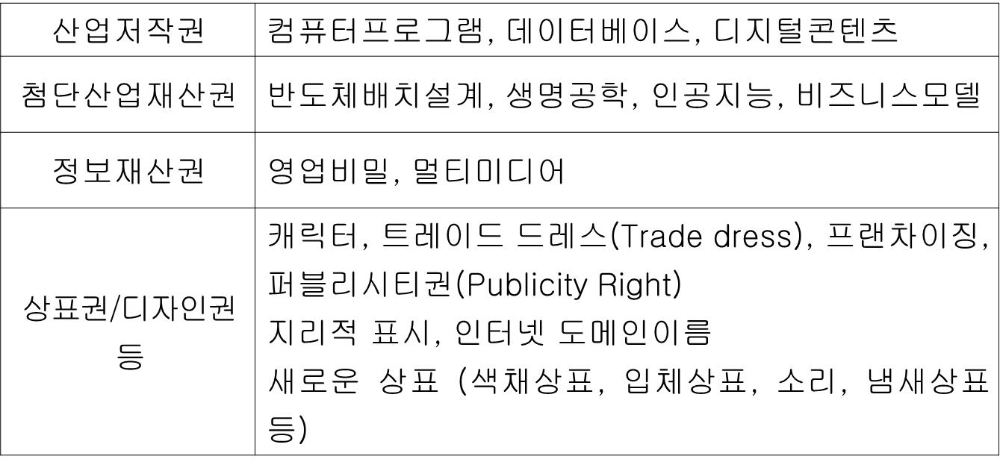 산업저작권
컴퓨터프로그램, 데이터베이스, 디지털콘텐츠
첨단산업재산권
반도체배치설계, 생명공학, 인공지능, 비즈니스모델
정보재산권
영업비밀, 멀티미디어
상표권/디자인권
등
캐릭터, 트레이드 드레스(Trade dress), 프랜차이징,
퍼블리시티권(Publicity Right)
지리적 표시, 인터넷 도메인이름
새로운 상표 (색채상표, 입체상표, 소리, 냄새상표
등)